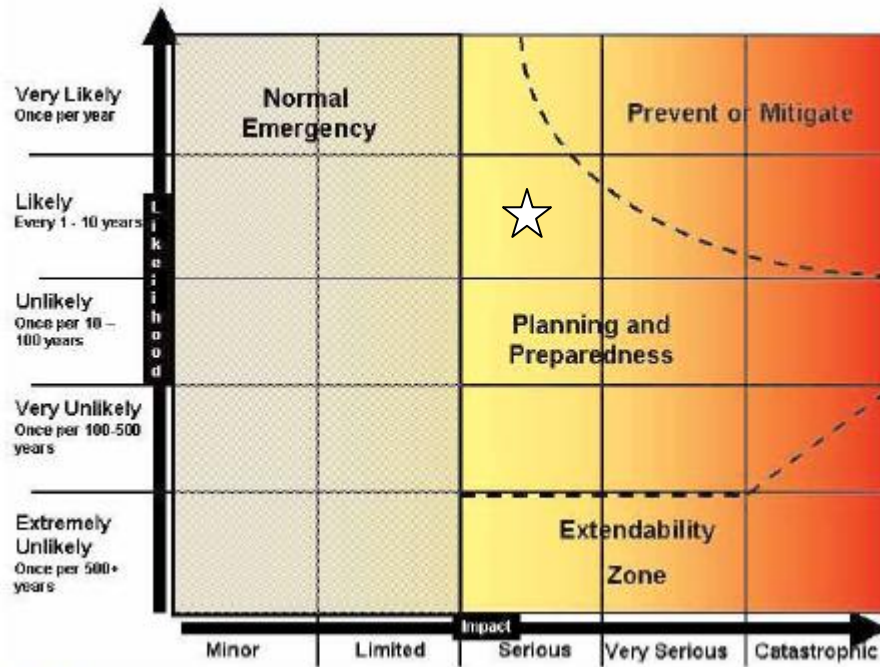 Very Likely
Once per year
Normal
Emergency
Prevent or Mitigate
Likely
Every 1 - 10 years
Likelihood
Unlikely
Once per 10 –
100 years
Planning and
Preparedness
Very Unlikely
Once per 100-500
years
Extremely
Unlikely
Once per 500+
years
Extendability
Zone
Impact
Minor
Limited
Serious
Very Serious
Catastrophic